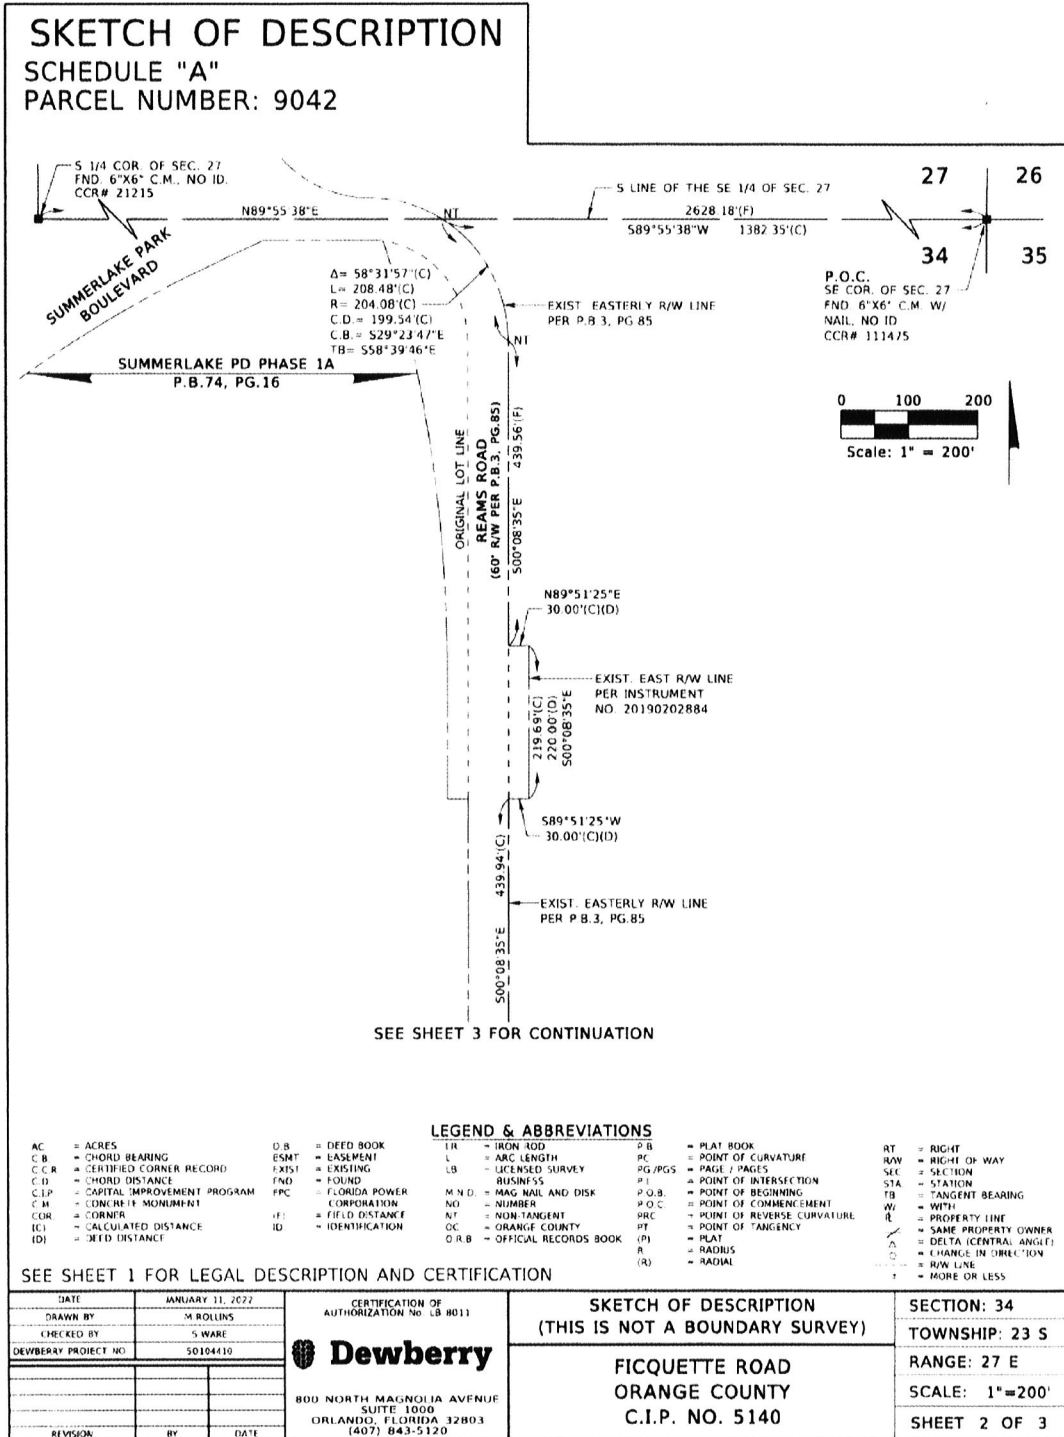 SKETCH OF DESCRIPTION
SCHEDULE "A"
PARCEL NUMBER: 9042
S 1/4 COR. OF SEC. 27
FND. 6"X6" C.M., NO ID.
CCR# 21215
N89°55'38"E
NT
S LINE OF THE SE 1/4 OF SEC. 27
2628.18'(F)
S89°55'38"W 1382.35'(C)
27 26
34 35
P.O.C.
SE COR. OF SEC. 27
FND 6"X6" C.M. W/
NAIL, NO ID
CCR# 111475
SUMMERLAKE PARK
BOULEVARD
Δ= 58°31'57"(C)
L= 208.48'(C)
R= 204.08'(C)
C.D.= 199.54'(C)
C.B.= S29°23'47"E
TB= S58°39'46"E
EXIST. EASTERLY R/W LINE
PER P.B.3, PG.85
NT
SUMMERLAKE PD PHASE 1A
P.B.74, PG.16
0 100 200
Scale: 1" = 200'
ORIGINAL LOT LINE
REAMS ROAD
(60' R/W PER P.B.3, PG.85)
S00°08'35"E 439.56'(F)
N89°51'25"E
30.00'(C)(D)
EXIST. EAST R/W LINE
PER INSTRUMENT
NO. 20190202884
219.69'(C)
220.00'(D)
S00°08'35"E
S89°51'25"W
30.00'(C)(D)
S00°08'35"E 439.94'(C)
EXIST. EASTERLY R/W LINE
PER P.B.3, PG.85
SEE SHEET 3 FOR CONTINUATION
LEGEND & ABBREVIATIONS
AC = ACRES
C.B. = CHORD BEARING
C.C.R = CERTIFIED CORNER RECORD
C.D = CHORD DISTANCE
C.I.P = CAPITAL IMPROVEMENT PROGRAM
C.M = CONCRETE MONUMENT
COR = CORNER
(C) = CALCULATED DISTANCE
(D) = DEED DISTANCE
D.B = DEED BOOK
ESMT = EASEMENT
EXIST = EXISTING
FND = FOUND
FPC = FLORIDA POWER
CORPORATION
(F) = FIELD DISTANCE
ID = IDENTIFICATION
I.R = IRON ROD
L = ARC LENGTH
LB = LICENSED SURVEY
BUSINESS
M.N.D. = MAG NAIL AND DISK
NO = NUMBER
NT = NON-TANGENT
OC = ORANGE COUNTY
O.R.B = OFFICIAL RECORDS BOOK
P.B = PLAT BOOK
PC = POINT OF CURVATURE
PG/PGS = PAGE / PAGES
P.I = POINT OF INTERSECTION
P.O.B. = POINT OF BEGINNING
P.O.C = POINT OF COMMENCEMENT
PRC = POINT OF REVERSE CURVATURE
PT = POINT OF TANGENCY
(P) = PLAT
R = RADIUS
(R) = RADIAL
RT = RIGHT
R/W = RIGHT OF WAY
SEC = SECTION
STA = STATION
TB = TANGENT BEARING
W/ = WITH
= PROPERTY LINE
= SAME PROPERTY OWNER
Δ = DELTA (CENTRAL ANGLE)
= CHANGE IN DIRECTION
= R/W LINE
= MORE OR LESS
SEE SHEET 1 FOR LEGAL DESCRIPTION AND CERTIFICATION
DATE JANUARY 11, 2022
DRAWN BY M ROLLINS
CHECKED BY S WARE
DEWBERRY PROJECT NO 50104410
REVISION BY DATE
CERTIFICATION OF
AUTHORIZATION No. LB 8011
Dewberry
800 NORTH MAGNOLIA AVENUE
SUITE 1000
ORLANDO, FLORIDA 32803
(407) 843-5120
SKETCH OF DESCRIPTION
(THIS IS NOT A BOUNDARY SURVEY)
FICQUETTE ROAD
ORANGE COUNTY
C.I.P. NO. 5140
SECTION: 34
TOWNSHIP: 23 S
RANGE: 27 E
SCALE: 1"=200'
SHEET 2 OF 3